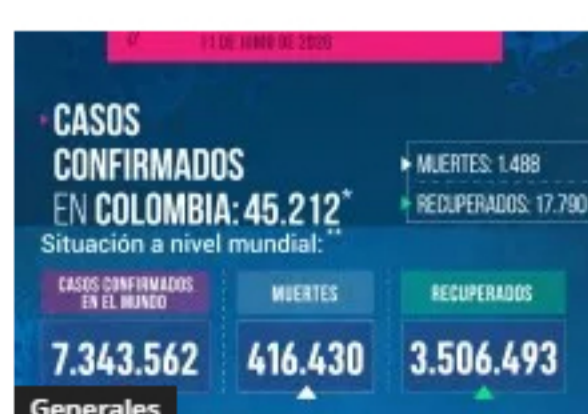 11 DE JUNIO DE 2020
CASOS
CONFIRMADOS
EN COLOMBIA: 45.212*
MUERTES: 1.488
RECUPERADOS: 17.790
Situación a nivel mundial: **
CASOS CONFIRMADOS
EN EL MUNDO
MUERTES
RECUPERADOS
7.343.562
416.430
3.506.493
Generales